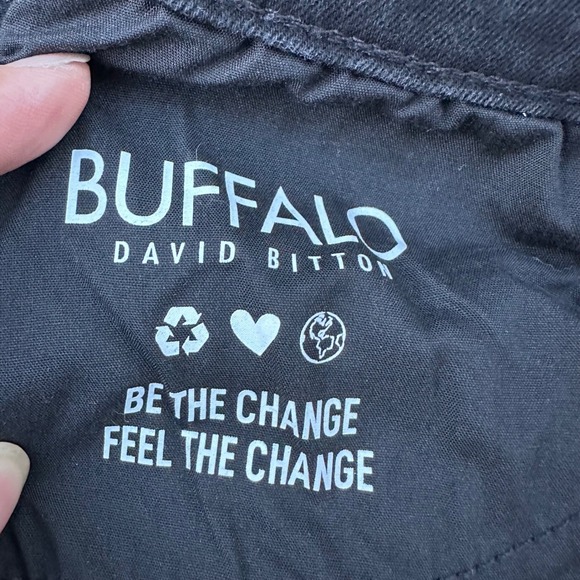 BUFFALO
DAVID BITTON
BE THE CHANGE
FEEL THE CHANGE